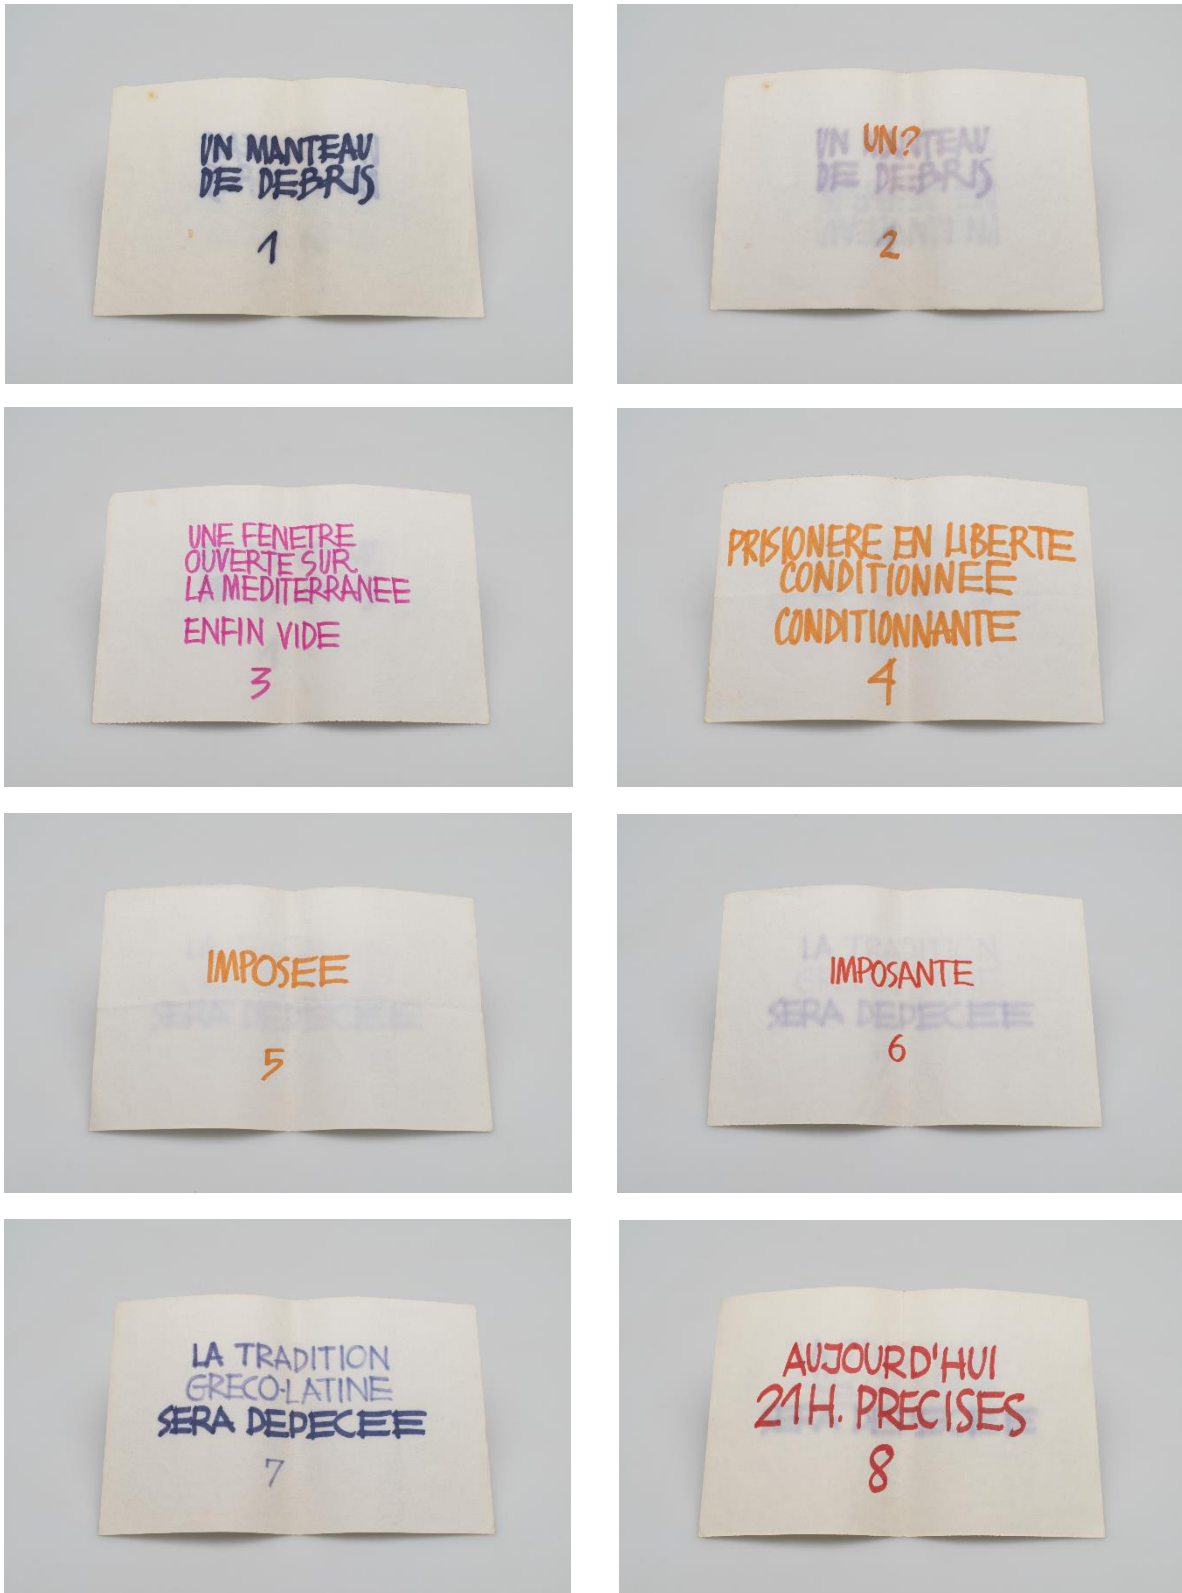 UN MANTEAU
DE DEBRIS
1
UN?
2
UNE FENETRE
OUVERTE SUR
LA MEDITERRANEE
ENFIN VIDE
3
PRISIONERE EN LIBERTE
CONDITIONNEE
CONDITIONNANTE
4
IMPOSEE
5
IMPOSANTE
6
LA TRADITION
GRECO-LATINE
SERA DEPECEE
7
AUJOURD'HUI
21H. PRECISES
8